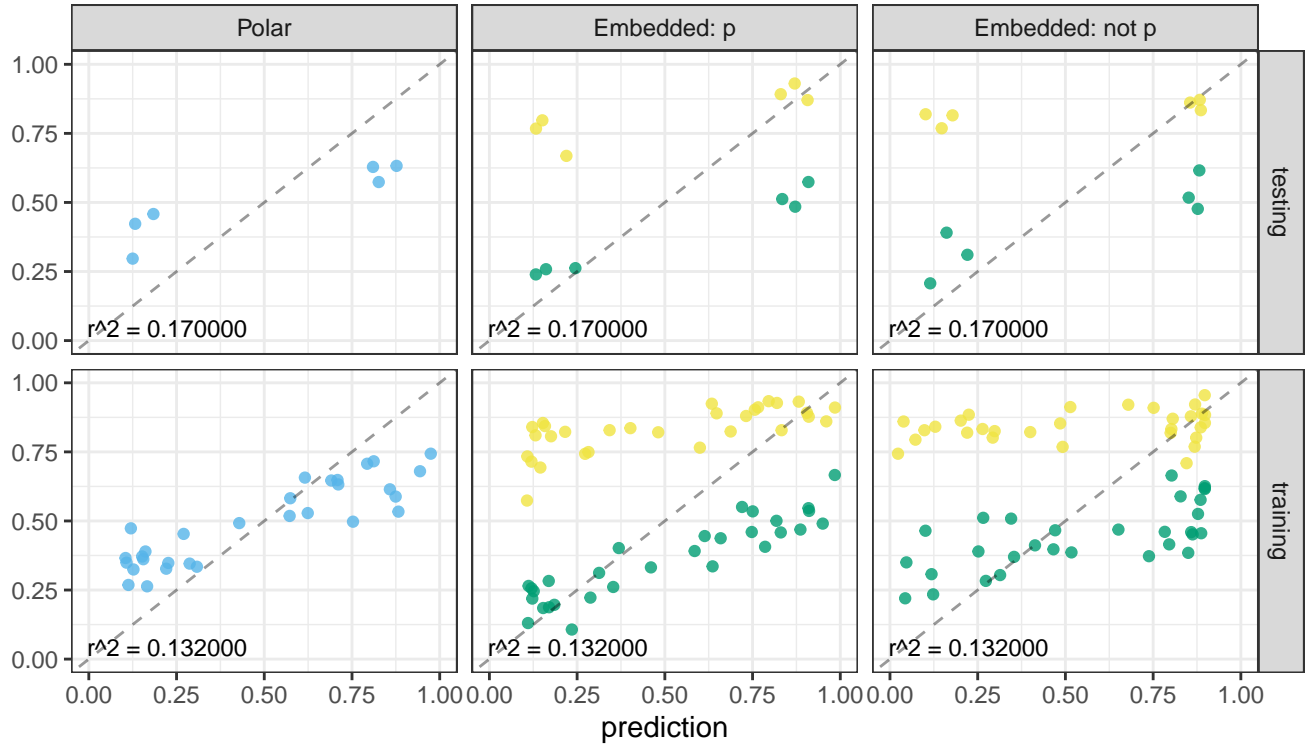 Polar Embedded: p Embedded: not p
1.00
0.75
0.50
0.25
0.00
r^2 = 0.170000 r^2 = 0.170000 r^2 = 0.170000
testing
1.00
0.75
0.50
0.25
0.00
r^2 = 0.132000 r^2 = 0.132000 r^2 = 0.132000
training
0.00 0.25 0.50 0.75 1.00 0.00 0.25 0.50 0.75 1.00 0.00 0.25 0.50 0.75 1.00
prediction